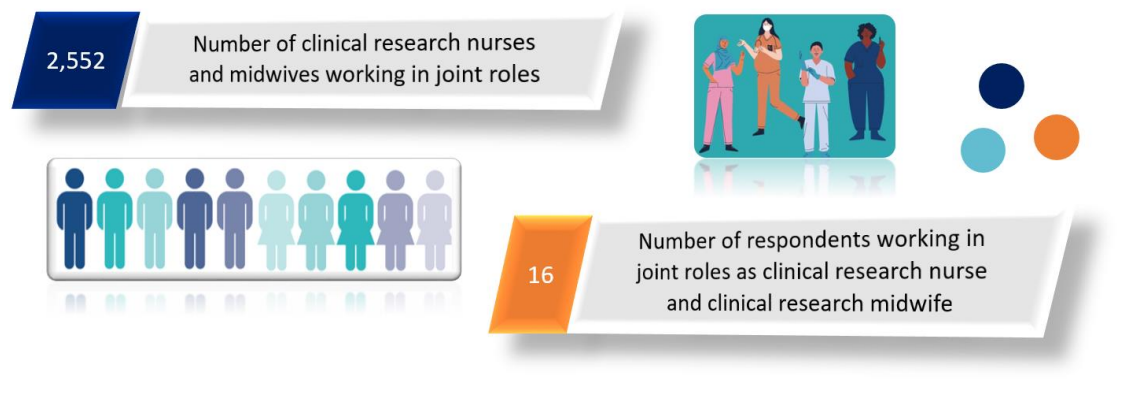 2,552
Number of clinical research nurses
and midwives working in joint roles
16
Number of respondents working in
joint roles as clinical research nurse
and clinical research midwife